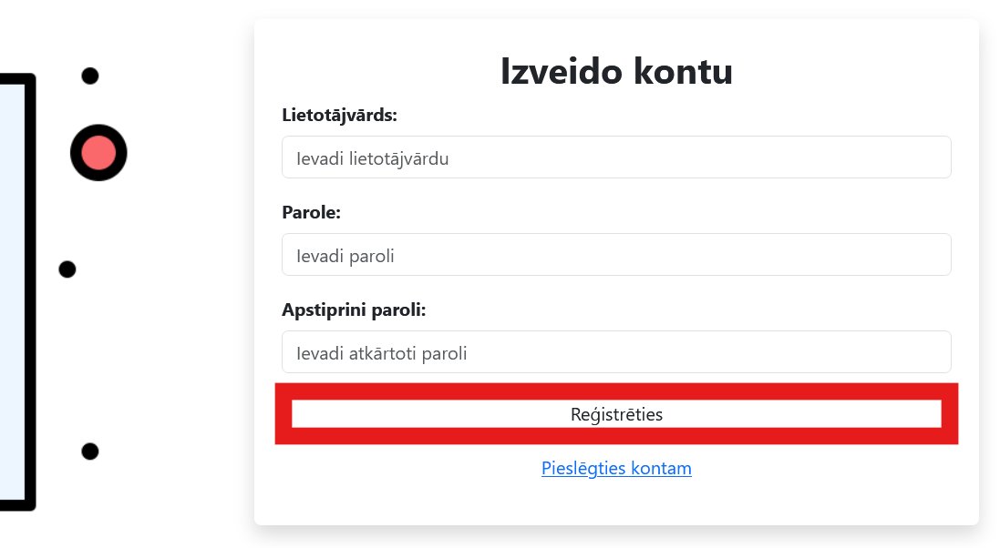 Izveido kontu
Lietotājvārds:
Ievadi lietotājvārdu
Parole:
Ievadi paroli
Apstiprini paroli:
Ievadi atkārtoti paroli
Reģistrēties
Pieslēgties kontam